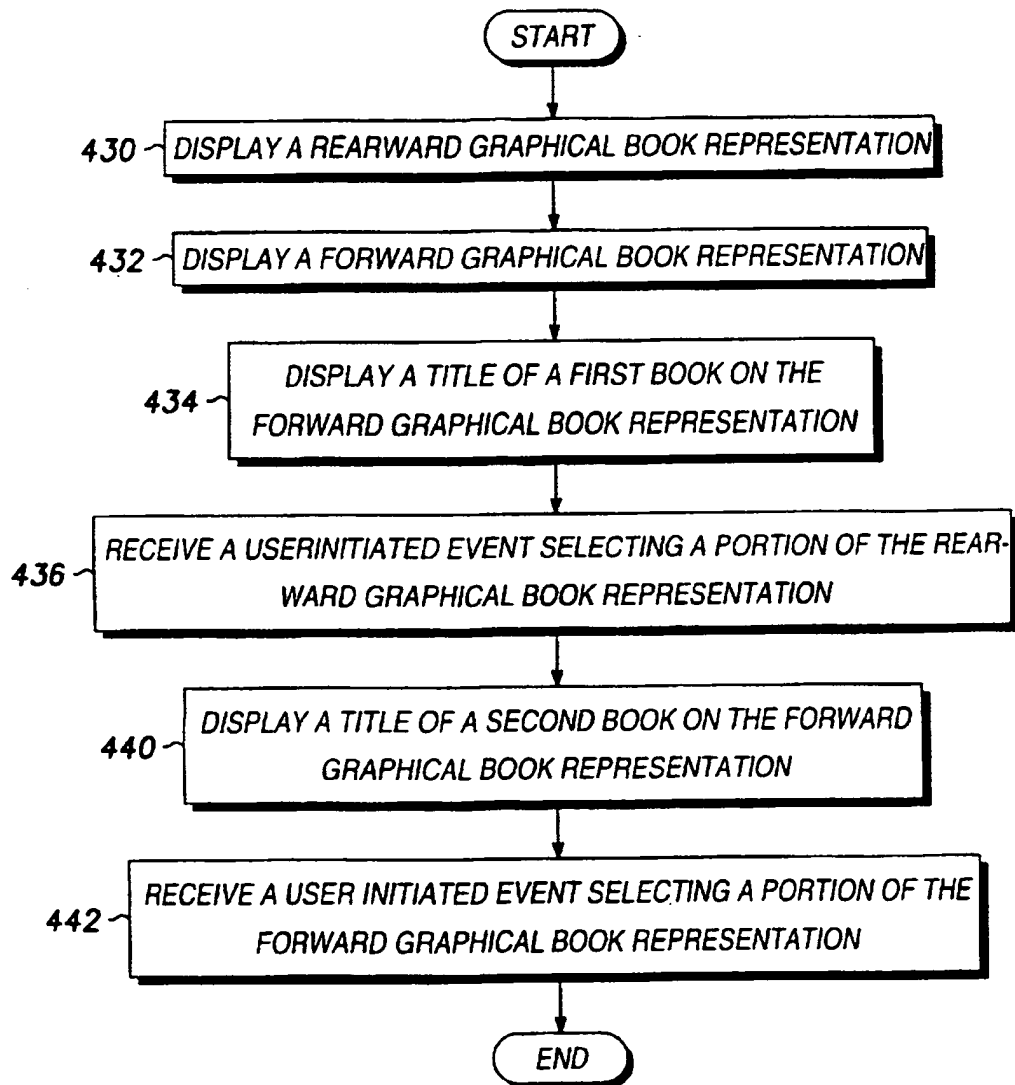 START
430 DISPLAY A REARWARD GRAPHICAL BOOK REPRESENTATION
432 DISPLAY A FORWARD GRAPHICAL BOOK REPRESENTATION
DISPLAY A TITLE OF A FIRST BOOK ON THE
434 FORWARD GRAPHICAL BOOK REPRESENTATION
RECEIVE A USERINITIATED EVENT SELECTING A PORTION OF THE REAR-
436 WARD GRAPHICAL BOOK REPRESENTATION
DISPLAY A TITLE OF A SECOND BOOK ON THE FORWARD
440 GRAPHICAL BOOK REPRESENTATION
RECEIVE A USER INITIATED EVENT SELECTING A PORTION OF THE
442 FORWARD GRAPHICAL BOOK REPRESENTATION
END